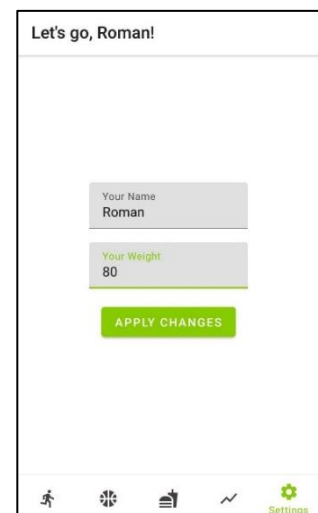 Let's go, Roman!
Your Name
Roman
Your Weight
80
APPLY CHANGES
Settings